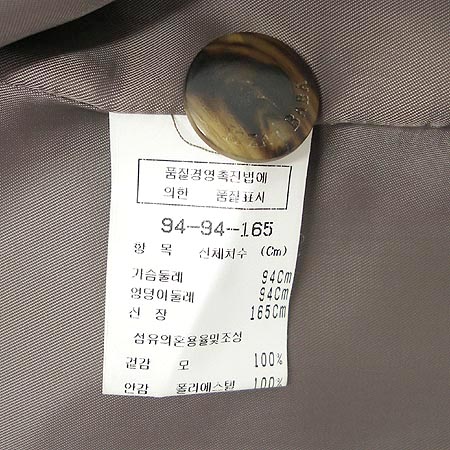 품질경영촉진법에
의한 품질표시
94-94-165
항 목 신체치수 (Cm)
가슴둘레 94Cm
엉덩이둘레 94Cm
신 장 165Cm
섬유의혼용율및조성
겉감 모 100%
안감 폴리에스텔 100%